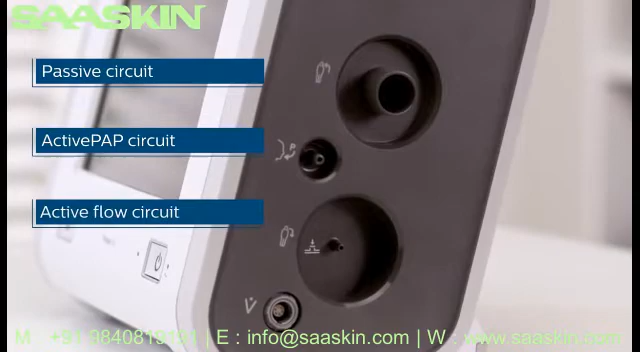 SAASKIN
Passive circuit
ActivePAP circuit
Active flow circuit
V
M : +91 9840819191 | E : info@saaskin.com | W : www.saaskin.com